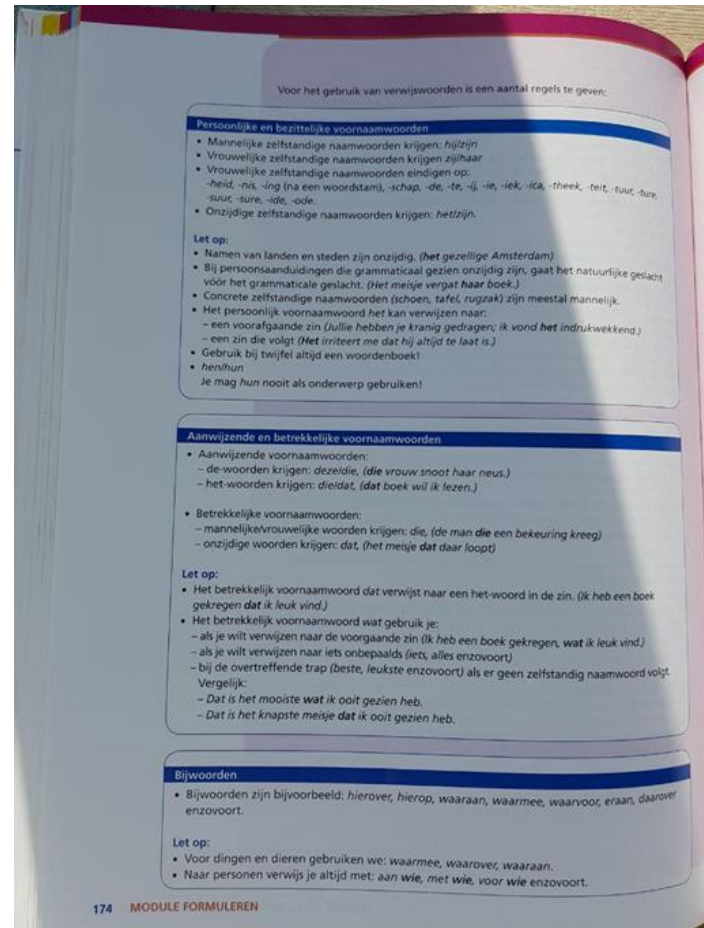 Voor het gebruik van verwijswoorden is een aantal regels te geven:
Persoonlijke en bezittelijke voornaamwoorden
• Mannelijke zelfstandige naamwoorden krijgen: hij/zijn
• Vrouwelijke zelfstandige naamwoorden krijgen zij/haar
• Vrouwelijke zelfstandige naamwoorden eindigen op:
-heid, -nis, -ing (na een woordstam), -schap, -de, -te, -ij, -ie, -iek, -ica, -theek, -teit, -tuur, -ture,
-suur, -sure, -ide, -ode.
• Onzijdige zelfstandige naamwoorden krijgen: het/zijn.
Let op:
• Namen van landen en steden zijn onzijdig. (het gezellige Amsterdam)
• Bij persoonsaanduidingen die grammaticaal gezien onzijdig zijn, gaat het natuurlijke geslacht
vóór het grammaticale geslacht. (Het meisje vergat haar boek.)
• Concrete zelfstandige naamwoorden (schoen, tafel, rugzak) zijn meestal mannelijk.
• Het persoonlijk voornaamwoord het kan verwijzen naar:
– een voorafgaande zin (Jullie hebben je kranig gedragen; ik vond het indrukwekkend.)
– een zin die volgt (Het irriteert me dat hij altijd te laat is.)
• Gebruik bij twijfel altijd een woordenboek!
• hen/hun
Je mag hun nooit als onderwerp gebruiken!
Aanwijzende en betrekkelijke voornaamwoorden
• Aanwijzende voornaamwoorden:
– de-woorden krijgen: deze/die, (die vrouw snoot haar neus.)
– het-woorden krijgen: die/dat, (dat boek wil ik lezen.)
• Betrekkelijke voornaamwoorden:
– mannelijke/vrouwelijke woorden krijgen: die, (de man die een bekeuring kreeg)
– onzijdige woorden krijgen: dat, (het meisje dat daar loopt)
Let op:
• Het betrekkelijk voornaamwoord dat verwijst naar een het-woord in de zin. (Ik heb een boek
gekregen dat ik leuk vind.)
• Het betrekkelijk voornaamwoord wat gebruik je:
– als je wilt verwijzen naar de voorgaande zin (Ik heb een boek gekregen, wat ik leuk vind.)
– als je wilt verwijzen naar iets onbepaalds (iets, alles enzovoort)
– bij de overtreffende trap (beste, leukste enzovoort) als er geen zelfstandig naamwoord volgt.
Vergelijk:
– Dat is het mooiste wat ik ooit gezien heb.
– Dat is het knapste meisje dat ik ooit gezien heb.
Bijwoorden
• Bijwoorden zijn bijvoorbeeld: hierover, hierop, waaraan, waarmee, waarvoor, eraan, daarover
enzovoort.
Let op:
• Voor dingen en dieren gebruiken we: waarmee, waarover, waaraan.
• Naar personen verwijs je altijd met: aan wie, met wie, voor wie enzovoort.
174 MODULE FORMULEREN